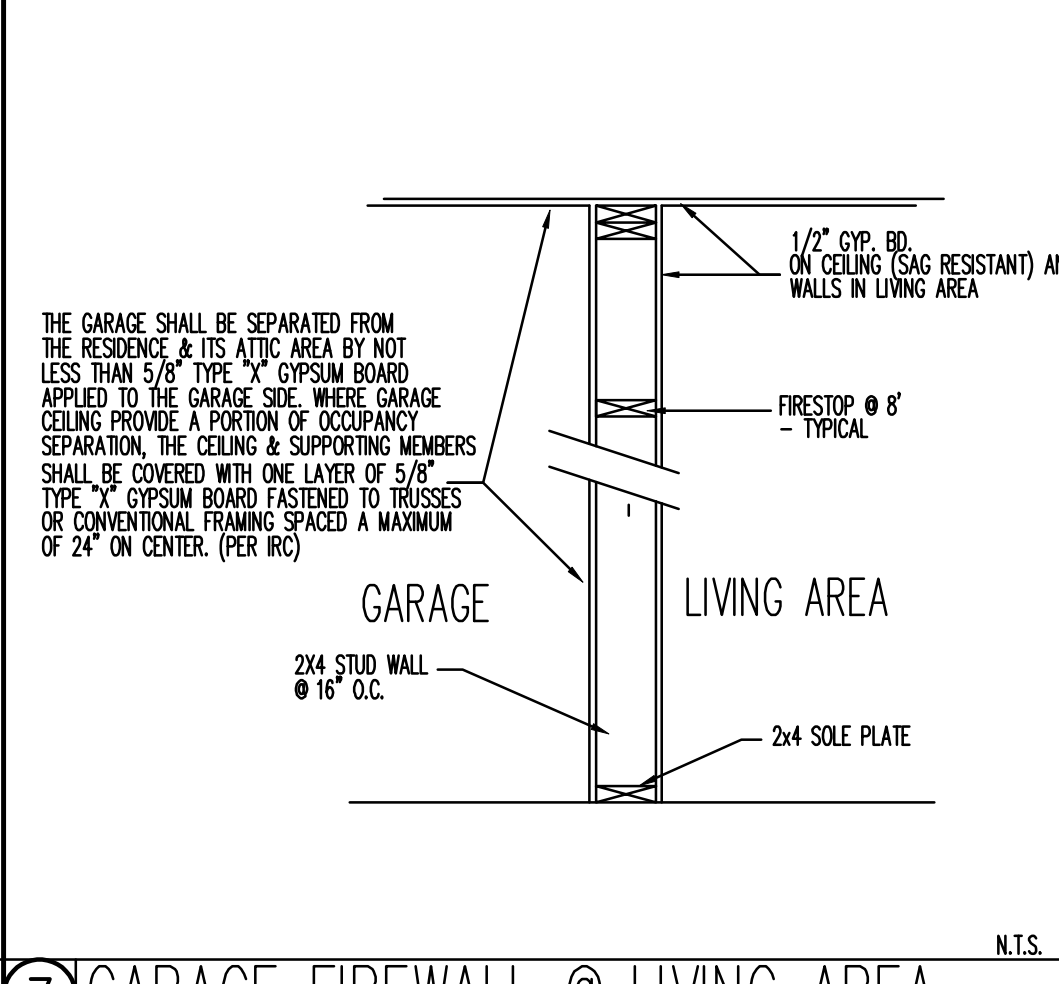 1/2" GYP. BD.
ON CEILING (SAG RESISTANT)
WALLS IN LIVING AREA
THE GARAGE SHALL BE SEPARATED FROM
THE RESIDENCE & ITS ATTIC AREA BY NOT
LESS THAN 5/8" TYPE "X" GYPSUM BOARD
APPLIED TO THE GARAGE SIDE. WHERE GARAGE
CEILING PROVIDE A PORTION OF OCCUPANCY
SEPARATION, THE CEILING & SUPPORTING MEMBERS
SHALL BE COVERED WITH ONE LAYER OF 5/8"
TYPE "X" GYPSUM BOARD FASTENED TO TRUSSES
OR CONVENTIONAL FRAMING SPACED A MAXIMUM
OF 24" ON CENTER. (PER IRC)
FIRESTOP @ 8'
- TYPICAL
GARAGE
LIVING AREA
2X4 STUD WALL
@ 16" O.C.
2x4 SOLE PLATE
N.T.S.
GARAGE FIREWALL @ LIVING AREA